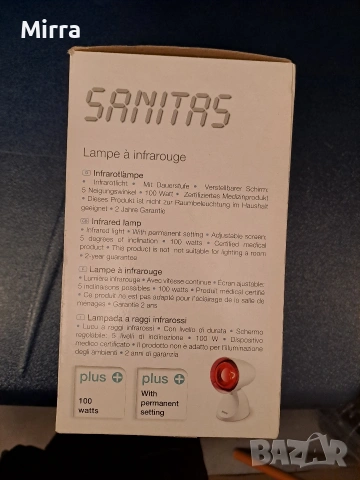 Mirra
SANITAS
Lampe à infrarouge
Infrarotlampe
• Infrarotlicht • Mit Dauerstufe • Verstellbarer Schirm:
5 Neigungswinkel • 100 Watt • Zertifiziertes Medizinprodukt
• Dieses Produkt ist nicht zur Raumbeleuchtung im Haushalt
geeignet • 2 Jahre Garantie
Infrared lamp
• Infrared light • With permanent setting • Adjustable screen:
5 degrees of inclination • 100 watts • Certified medical
product • This product is not not suitable for lighting a room
• 2-year guarantee
Lampe à infrarouge
• Lumière infrarouge • Avec vitesse continue • Ecran ajustable:
5 inclinaisons possibles • 100 watts • Produit médical certifié
• Ce produit no est pas adapté pour l'éclairage de la salle de
menages • Garantie 2 ans
Lampada a raggi infrarossi
• Luce a raggi infrarossi • Con livello di durata • Schermo
regolabile: 5 livelli di inclinazione • 100 W • Dispositivo
medico certificato • Il prodotto non è adatto per l'illuminazione
degli ambienti • 2 anni di garanzia
plus +
100
watts
plus +
With
permanent
setting
BAZAR